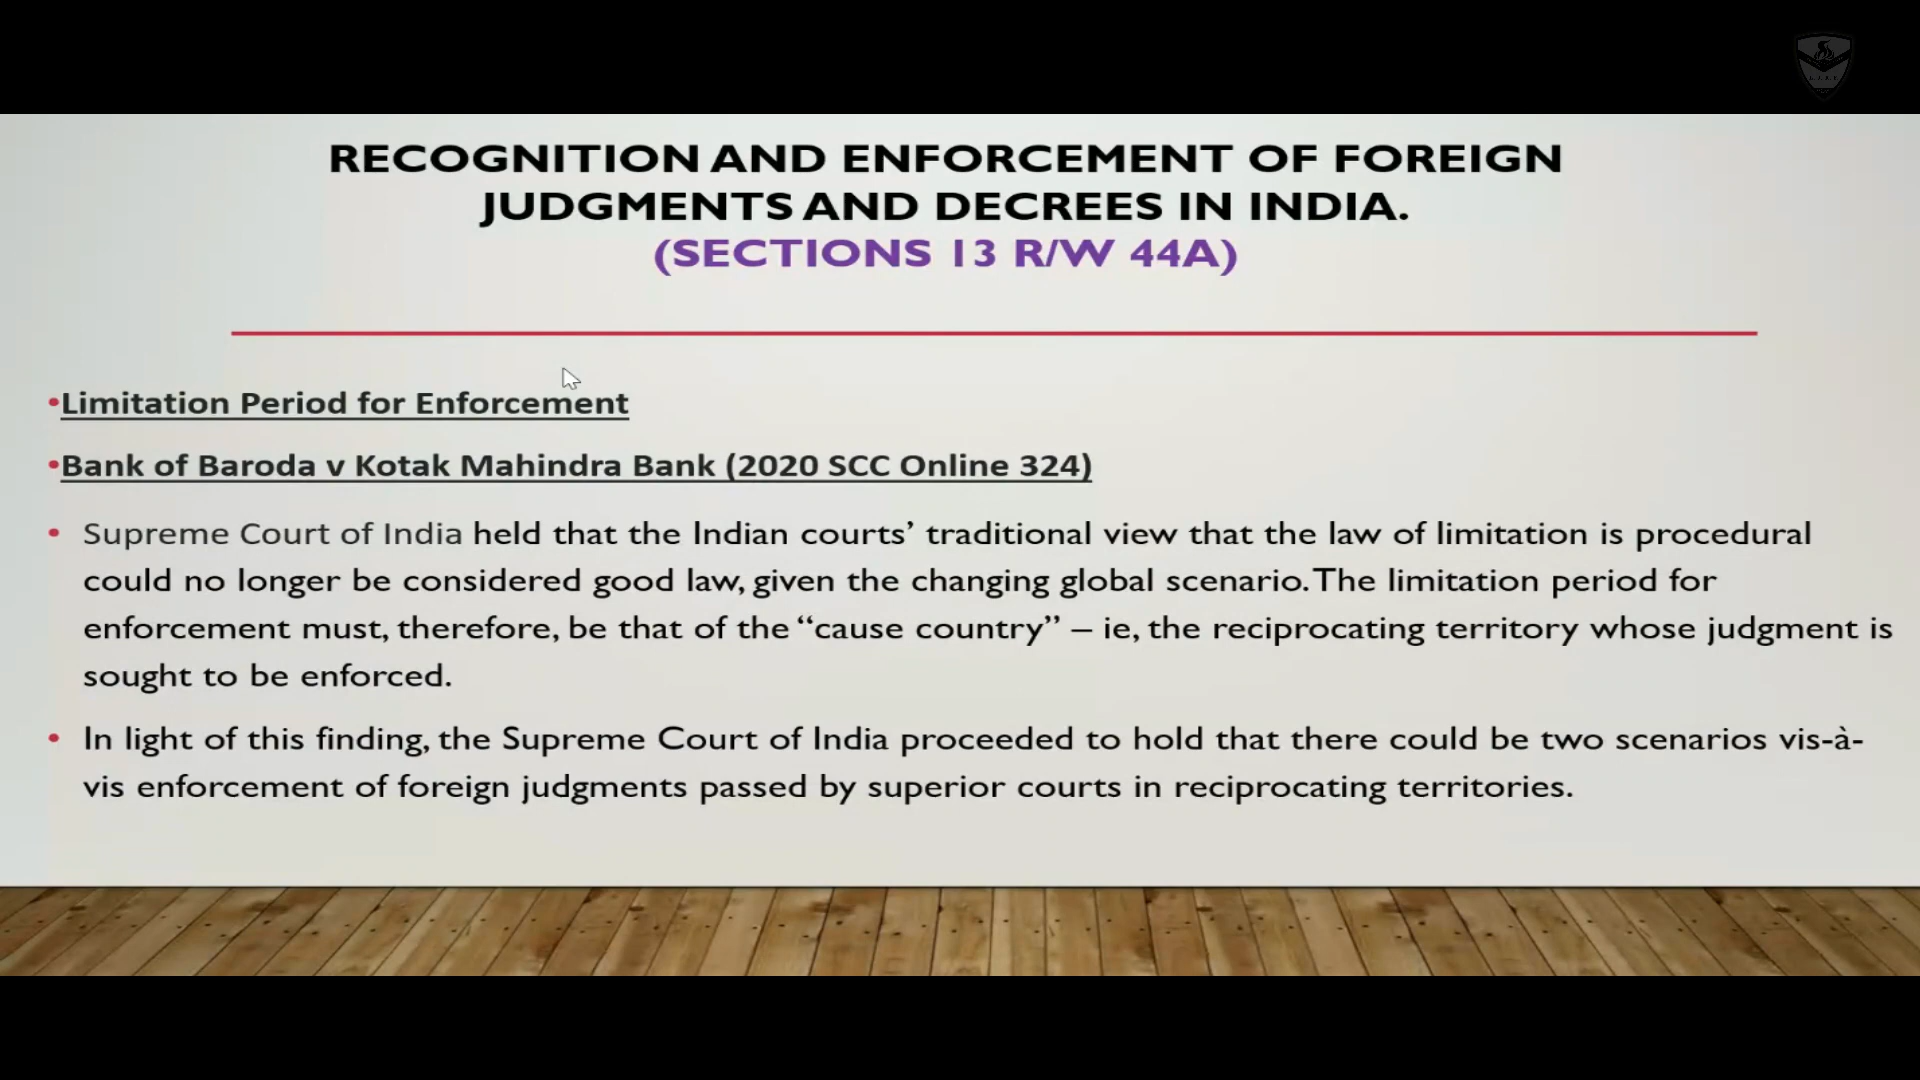 RECOGNITION AND ENFORCEMENT OF FOREIGN
JUDGMENTS AND DECREES IN INDIA.
(SECTIONS 13 R/W 44A)
•Limitation Period for Enforcement
•Bank of Baroda v Kotak Mahindra Bank (2020 SCC Online 324)
• Supreme Court of India held that the Indian courts’ traditional view that the law of limitation is procedural
could no longer be considered good law, given the changing global scenario. The limitation period for
enforcement must, therefore, be that of the “cause country” – ie, the reciprocating territory whose judgment is
sought to be enforced.
• In light of this finding, the Supreme Court of India proceeded to hold that there could be two scenarios vis-à-
vis enforcement of foreign judgments passed by superior courts in reciprocating territories.